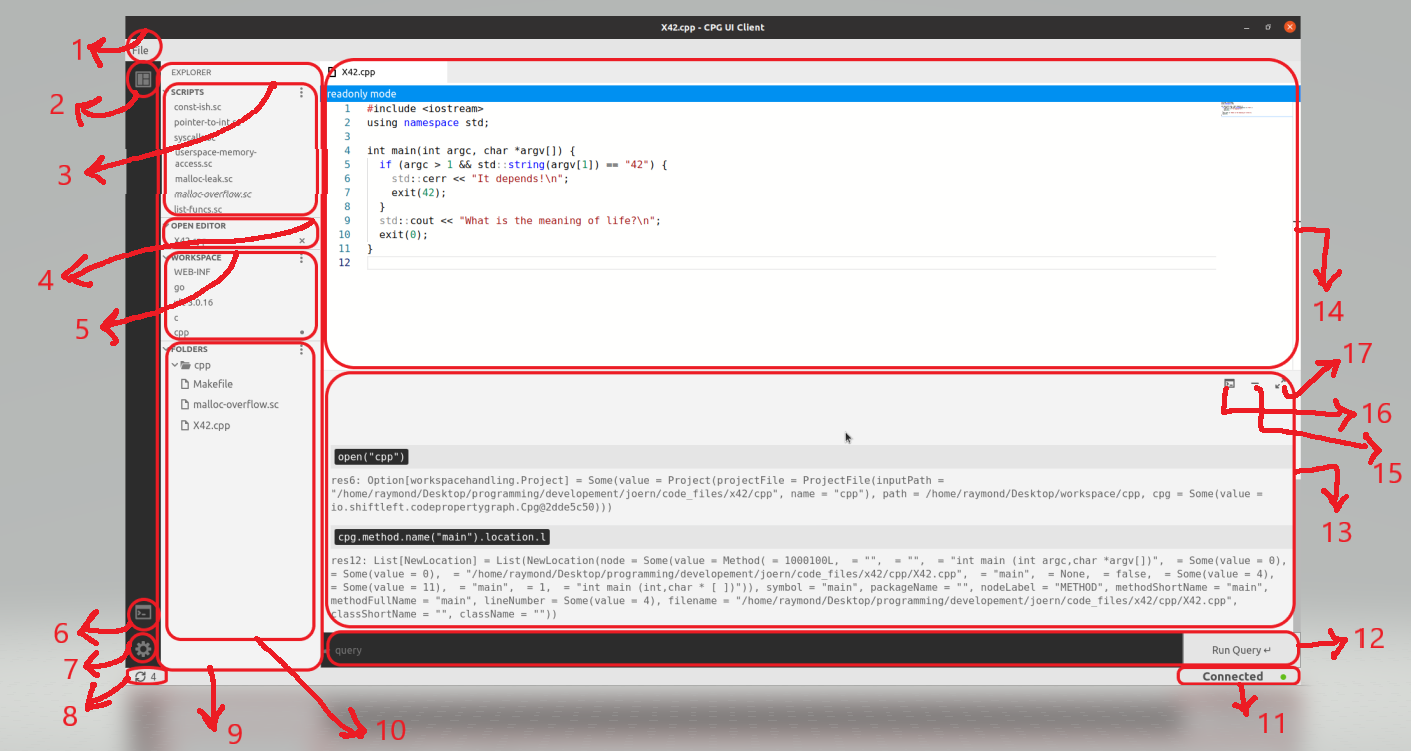 X42.cpp - CPG UI Client
1
File
2
EXPLORER
SCRIPTS
const-ish.sc
pointer-to-int.sc
syscalls.sc
userspace-memory-
access.sc
malloc-leak.sc
malloc-overflow.sc
list-funcs.sc
3
OPEN EDITOR
X42.cpp
4
WORKSPACE
WEB-INF
go
3.0.16
c
cpp
5
FOLDERS
cpp
Makefile
malloc-overflow.sc
X42.cpp
6
7
8
4
9
10
X42.cpp
readonly mode
1 #include <iostream>
2 using namespace std;
3
4 int main(int argc, char *argv[]) {
5 if (argc > 1 && std::string(argv[1]) == "42") {
6 std::cerr << "It depends!\n";
7 exit(42);
8 }
9 std::cout << "What is the meaning of life?\n";
10 exit(0);
11 }
12
14
17
16
15
13
open("cpp")
res6: Option[workspacehandling.Project] = Some(value = Project(projectFile = ProjectFile(inputPath =
"/home/raymond/Desktop/programming/developement/joern/code_files/x42/cpp", name = "cpp"), path = /home/raymond/Desktop/workspace/cpp, cpg = Some(value =
io.shiftleft.codepropertygraph.Cpg@2dde5c50)))
cpg.method.name("main").location.l
res12: List[NewLocation] = List(NewLocation(node = Some(value = Method( = 1000100L, = "", = "", = "int main (int argc,char *argv[])", = Some(value = 0),
= Some(value = 0), = "/home/raymond/Desktop/programming/developement/joern/code_files/x42/cpp/X42.cpp", = "main", = None, = false, = Some(value = 4),
= Some(value = 11), = "main", = 1, = "int main (int,char * [ ])")), symbol = "main", packageName = "", nodeLabel = "METHOD", methodShortName = "main",
methodFullName = "main", lineNumber = Some(value = 4), filename = "/home/raymond/Desktop/programming/developement/joern/code_files/x42/cpp/X42.cpp",
classShortName = "", className = ""))
query
Run Query ↵
12
Connected
11